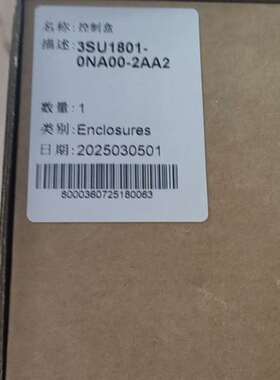 名称: 控制盒
描述: 3SU1801-
0NA00-2AA2
数量: 1
类别: Enclosures
日期: 2025030501
8000360725180063